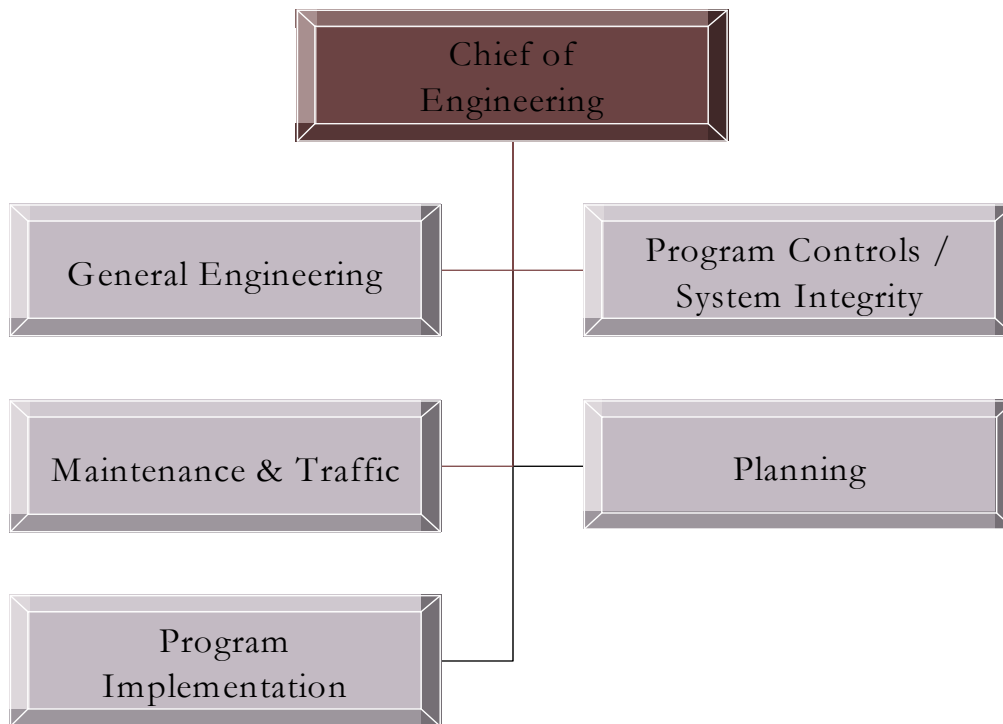 Chief of
Engineering
General Engineering
Program Controls /
System Integrity
Maintenance & Traffic
Planning
Program
Implementation